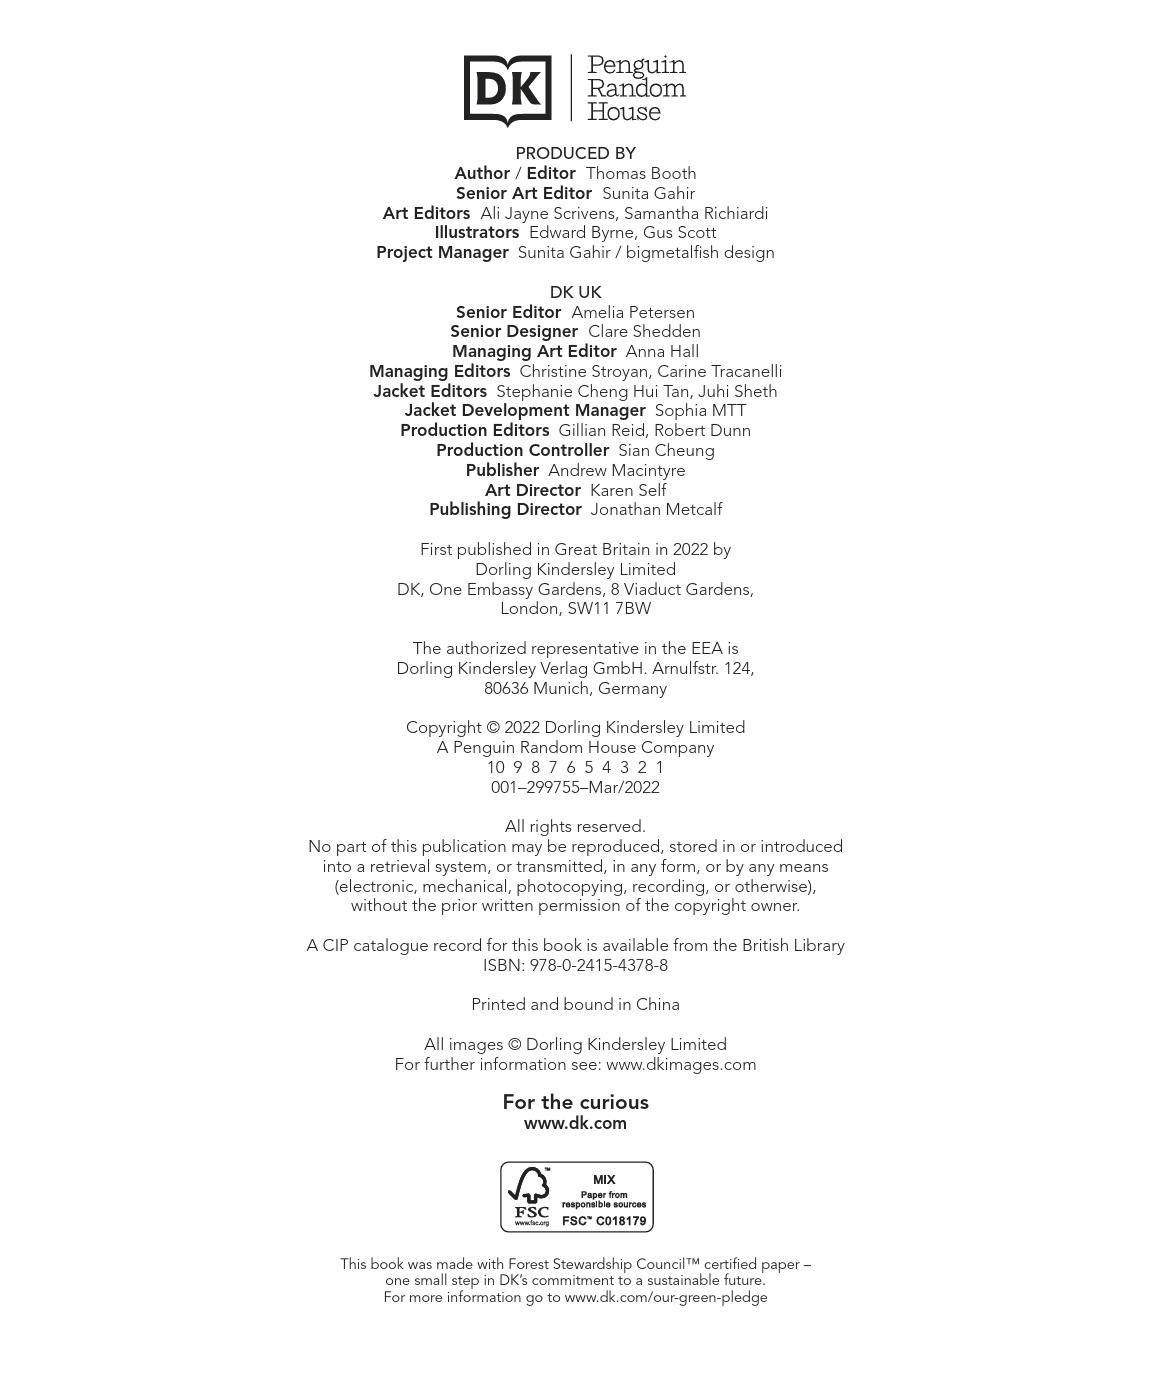 DK
Penguin
Random
House
PRODUCED BY
Author / Editor Thomas Booth
Senior Art Editor Sunita Gahir
Art Editors Ali Jayne Scrivens, Samantha Richiardi
Illustrators Edward Byrne, Gus Scott
Project Manager Sunita Gahir / bigmetalfish design
DK UK
Senior Editor Amelia Petersen
Senior Designer Clare Shedden
Managing Art Editor Anna Hall
Managing Editors Christine Stroyan, Carine Tracanelli
Jacket Editors Stephanie Cheng Hui Tan, Juhi Sheth
Jacket Development Manager Sophia MTT
Production Editors Gillian Reid, Robert Dunn
Production Controller Sian Cheung
Publisher Andrew Macintyre
Art Director Karen Self
Publishing Director Jonathan Metcalf
First published in Great Britain in 2022 by
Dorling Kindersley Limited
DK, One Embassy Gardens, 8 Viaduct Gardens,
London, SW11 7BW
The authorized representative in the EEA is
Dorling Kindersley Verlag GmbH. Arnulfstr. 124,
80636 Munich, Germany
Copyright © 2022 Dorling Kindersley Limited
A Penguin Random House Company
10 9 8 7 6 5 4 3 2 1
001–299755–Mar/2022
All rights reserved.
No part of this publication may be reproduced, stored in or introduced
into a retrieval system, or transmitted, in any form, or by any means
(electronic, mechanical, photocopying, recording, or otherwise),
without the prior written permission of the copyright owner.
A CIP catalogue record for this book is available from the British Library
ISBN: 978-0-2415-4378-8
Printed and bound in China
All images © Dorling Kindersley Limited
For further information see: www.dkimages.com
For the curious
www.dk.com
MIX
Paper from
responsible sources
FSC™ C018179
FSC
www.fsc.org
This book was made with Forest Stewardship Council™ certified paper –
one small step in DK’s commitment to a sustainable future.
For more information go to www.dk.com/our-green-pledge